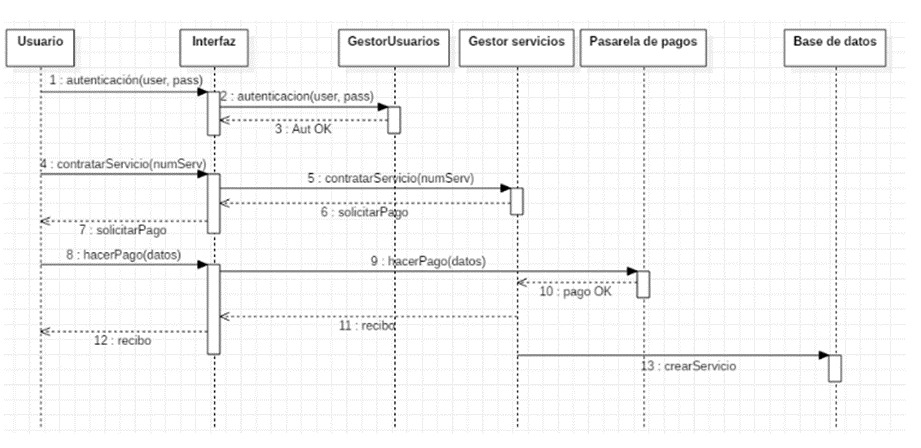 Usuario
Interfaz
GestorUsuarios
Gestor servicios
Pasarela de pagos
Base de datos
1 : autenticación(user, pass)
2 : autenticacion(user, pass)
3 : Aut OK
4 : contratarServicio(numServ)
5 : contratarServicio(numServ)
6 : solicitarPago
7 : solicitarPago
8 : hacerPago(datos)
9 : hacerPago(datos)
10 : pago OK
11 : recibo
12 : recibo
13 : crearServicio